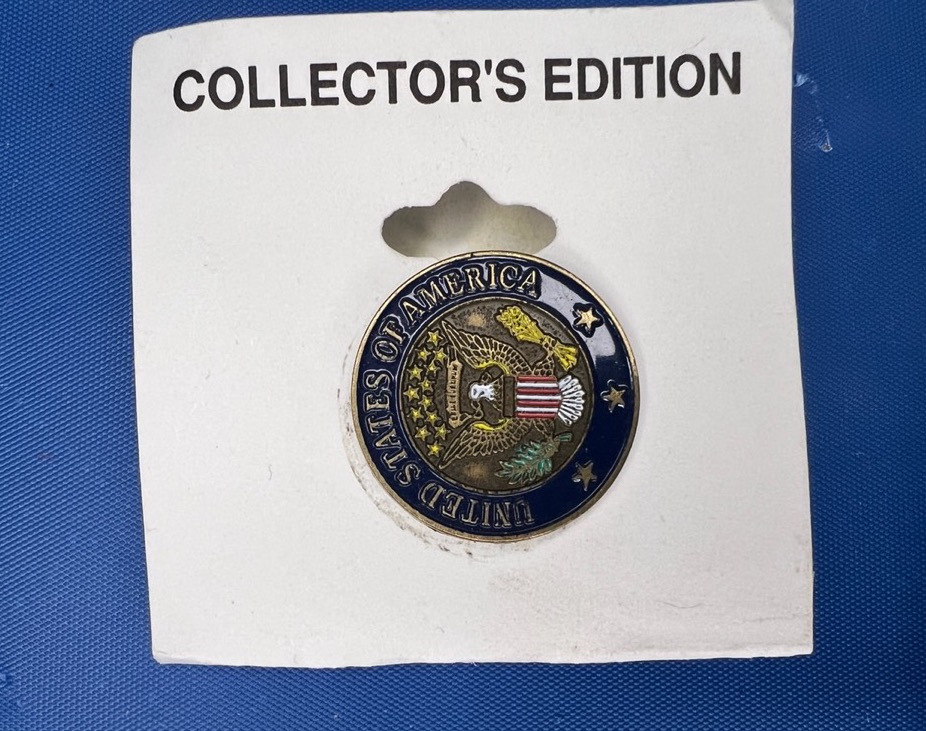 COLLECTOR'S EDITION
UNITED STATES OF AMERICA